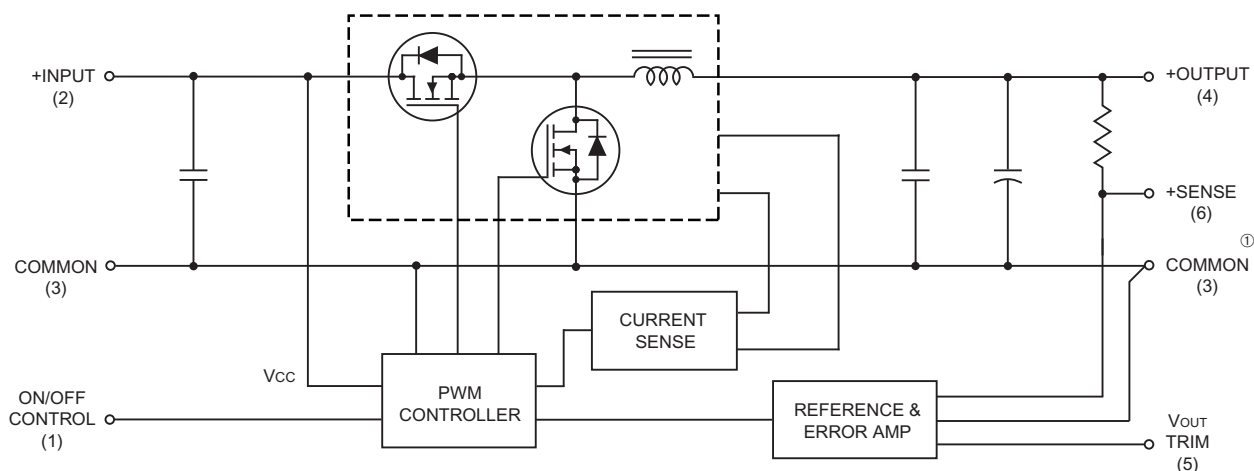 +INPUT
(2)
+OUTPUT
(4)
+SENSE
(6)
①
COMMON
(3)
COMMON
(3)
CURRENT
SENSE
VCC
PWM
CONTROLLER
ON/OFF
CONTROL
(1)
REFERENCE &
ERROR AMP
VOUT
TRIM
(5)